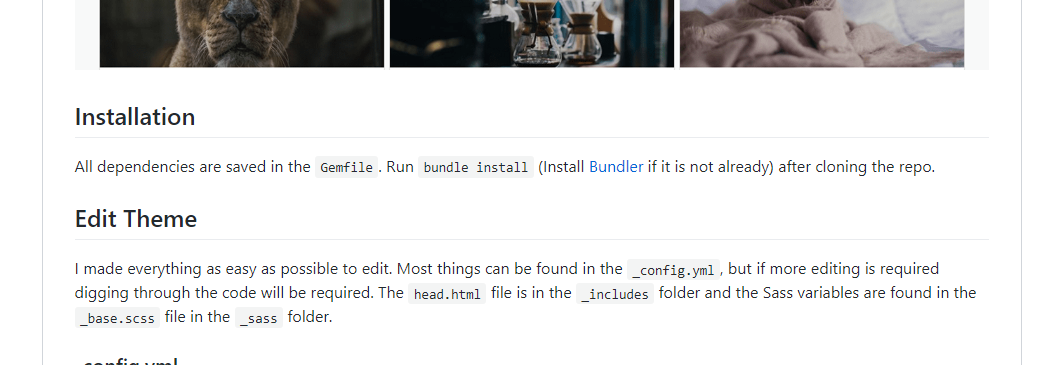 Installation
All dependencies are saved in the Gemfile. Run bundle install (Install Bundler if it is not already) after cloning the repo.
Edit Theme
I made everything as easy as possible to edit. Most things can be found in the _config.yml, but if more editing is required
digging through the code will be required. The head.html file is in the _includes folder and the Sass variables are found in the
_base.scss file in the _sass folder.
_config.yml